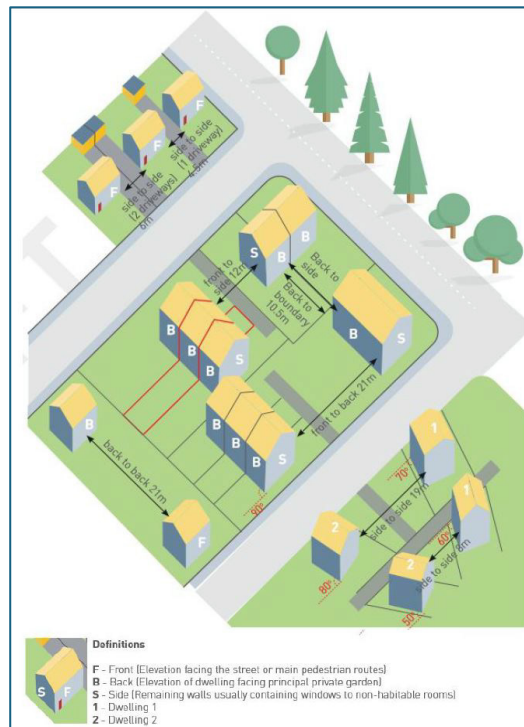 F
F
F
side to side
(1 driveway)
4.5m
side to side
(2 driveways)
6m
S
B
B
front to
side 12m
Back to
side
Back to
boundary
10.5m
B
S
B
B
B
S
front to back 21m
B
B
B
S
90°
B
back to back 21m
F
1
70°
side to side 19m
1
2
60°
side to side 8m
2
80°
50°
S
F
Definitions
F - Front (Elevation facing the street or main pedestrian routes)
B - Back (Elevation of dwelling facing principal private garden)
S - Side (Remaining walls usually containing windows to non-habitable rooms)
1 - Dwelling 1
2 - Dwelling 2